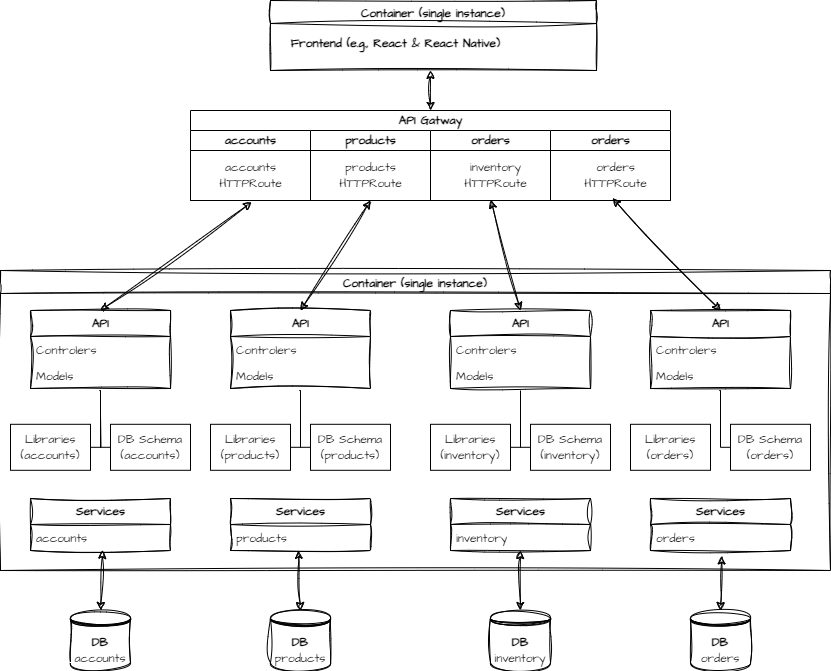 Container (single instance)
Frontend (e.g., React & React Native)
API Gatway
accounts products orders orders
accounts products inventory orders
HTTPRoute HTTPRoute HTTPRoute HTTPRoute
Container (single instance)
API API API API
Controlers Controlers Controlers Controlers
Models Models Models Models
Libraries DB Schema Libraries DB Schema Libraries DB Schema Libraries DB Schema
(accounts) (accounts) (products) (products) (inventory) (inventory) (orders) (orders)
Services Services Services Services
accounts products inventory orders
DB DB DB DB
accounts products inventory orders